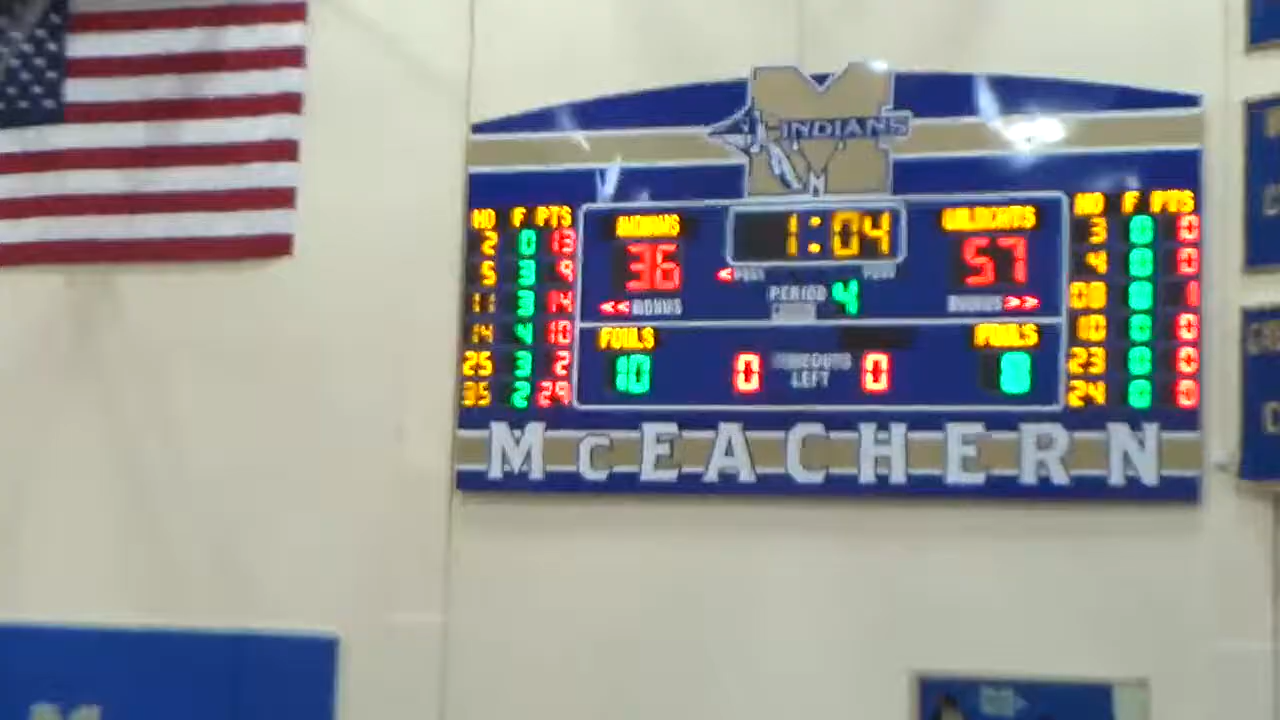 INDIANS
M
NO F PTS
2 0 13
5 3 9
11 3 14
14 4 10
25 3 2
35 2 29
INDIANS
36
BONUS
1:04
POSS POSS
PERIOD 4
WILDCATS
57
BONUS
FOULS
10
0 TIMEOUTS 0
LEFT
FOULS
NO F PTS
3 0 0
4 0 0
00 0 1
10 0 0
23 0 0
24 0 0
McEACHERN